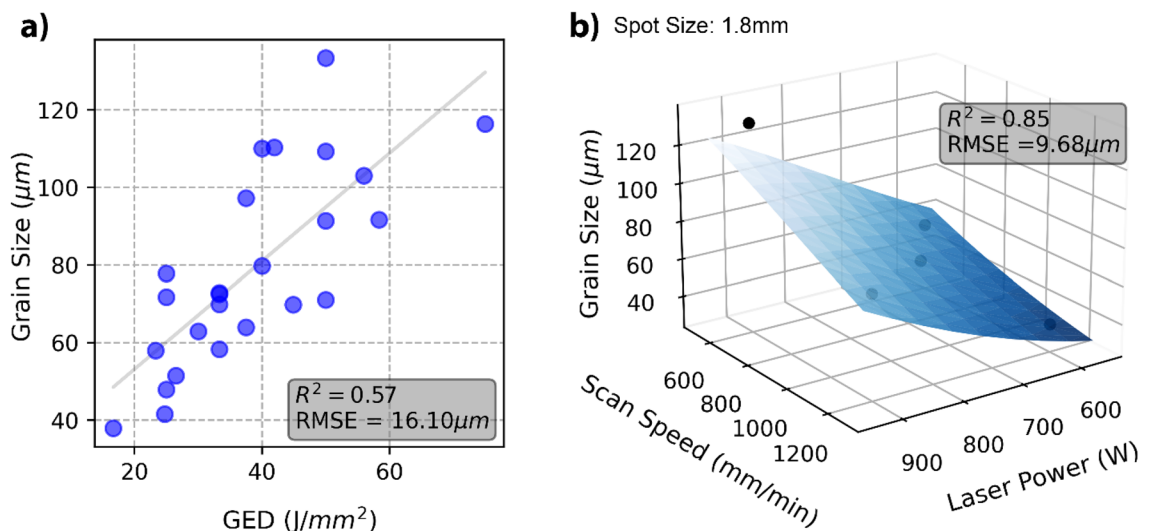 a)
120
100
80
60
40
20
40
60
Grain Size (μm)
GED (J/mm²)
R² = 0.57
RMSE = 16.10μm
b)
Spot Size: 1.8mm
R² = 0.85
RMSE =9.68μm
Grain Size (μm)
120
100
80
60
40
600
800
1000
1200
Scan Speed (mm/min)
900
800
700
600
Laser Power (W)